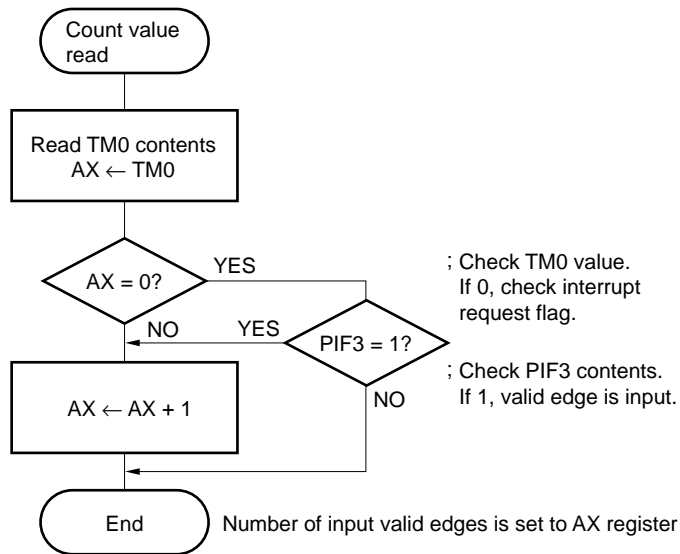 Count value
read
Read TM0 contents
AX ← TM0
AX = 0?
YES
; Check TM0 value.
If 0, check interrupt
request flag.
NO
YES
PIF3 = 1?
; Check PIF3 contents.
If 1, valid edge is input.
AX ← AX + 1
NO
End
Number of input valid edges is set to AX register